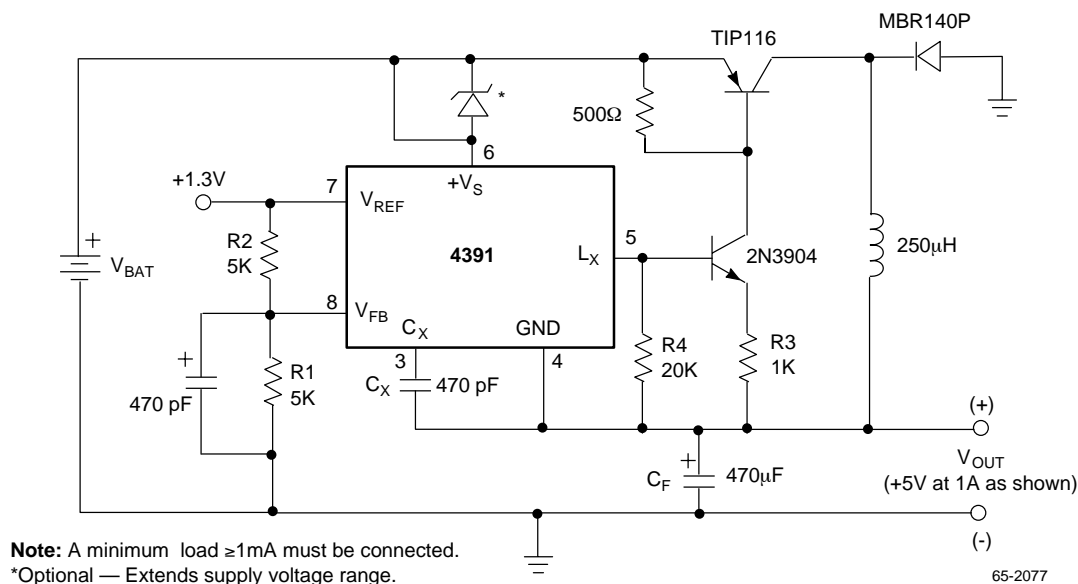 MBR140P
TIP116
*
500Ω
6
+V_S
+1.3V
7
V_REF
R2
5K
4391
L_X
5
2N3904
250µH
+
V_BAT
8
V_FB
C_X
GND
3
4
+
470 pF
R1
5K
C_X
470 pF
R4
20K
R3
1K
(+)
+
C_F
470µF
V_OUT
(+5V at 1A as shown)
(-)
Note: A minimum load ≥1mA must be connected.
*Optional — Extends supply voltage range.
65-2077